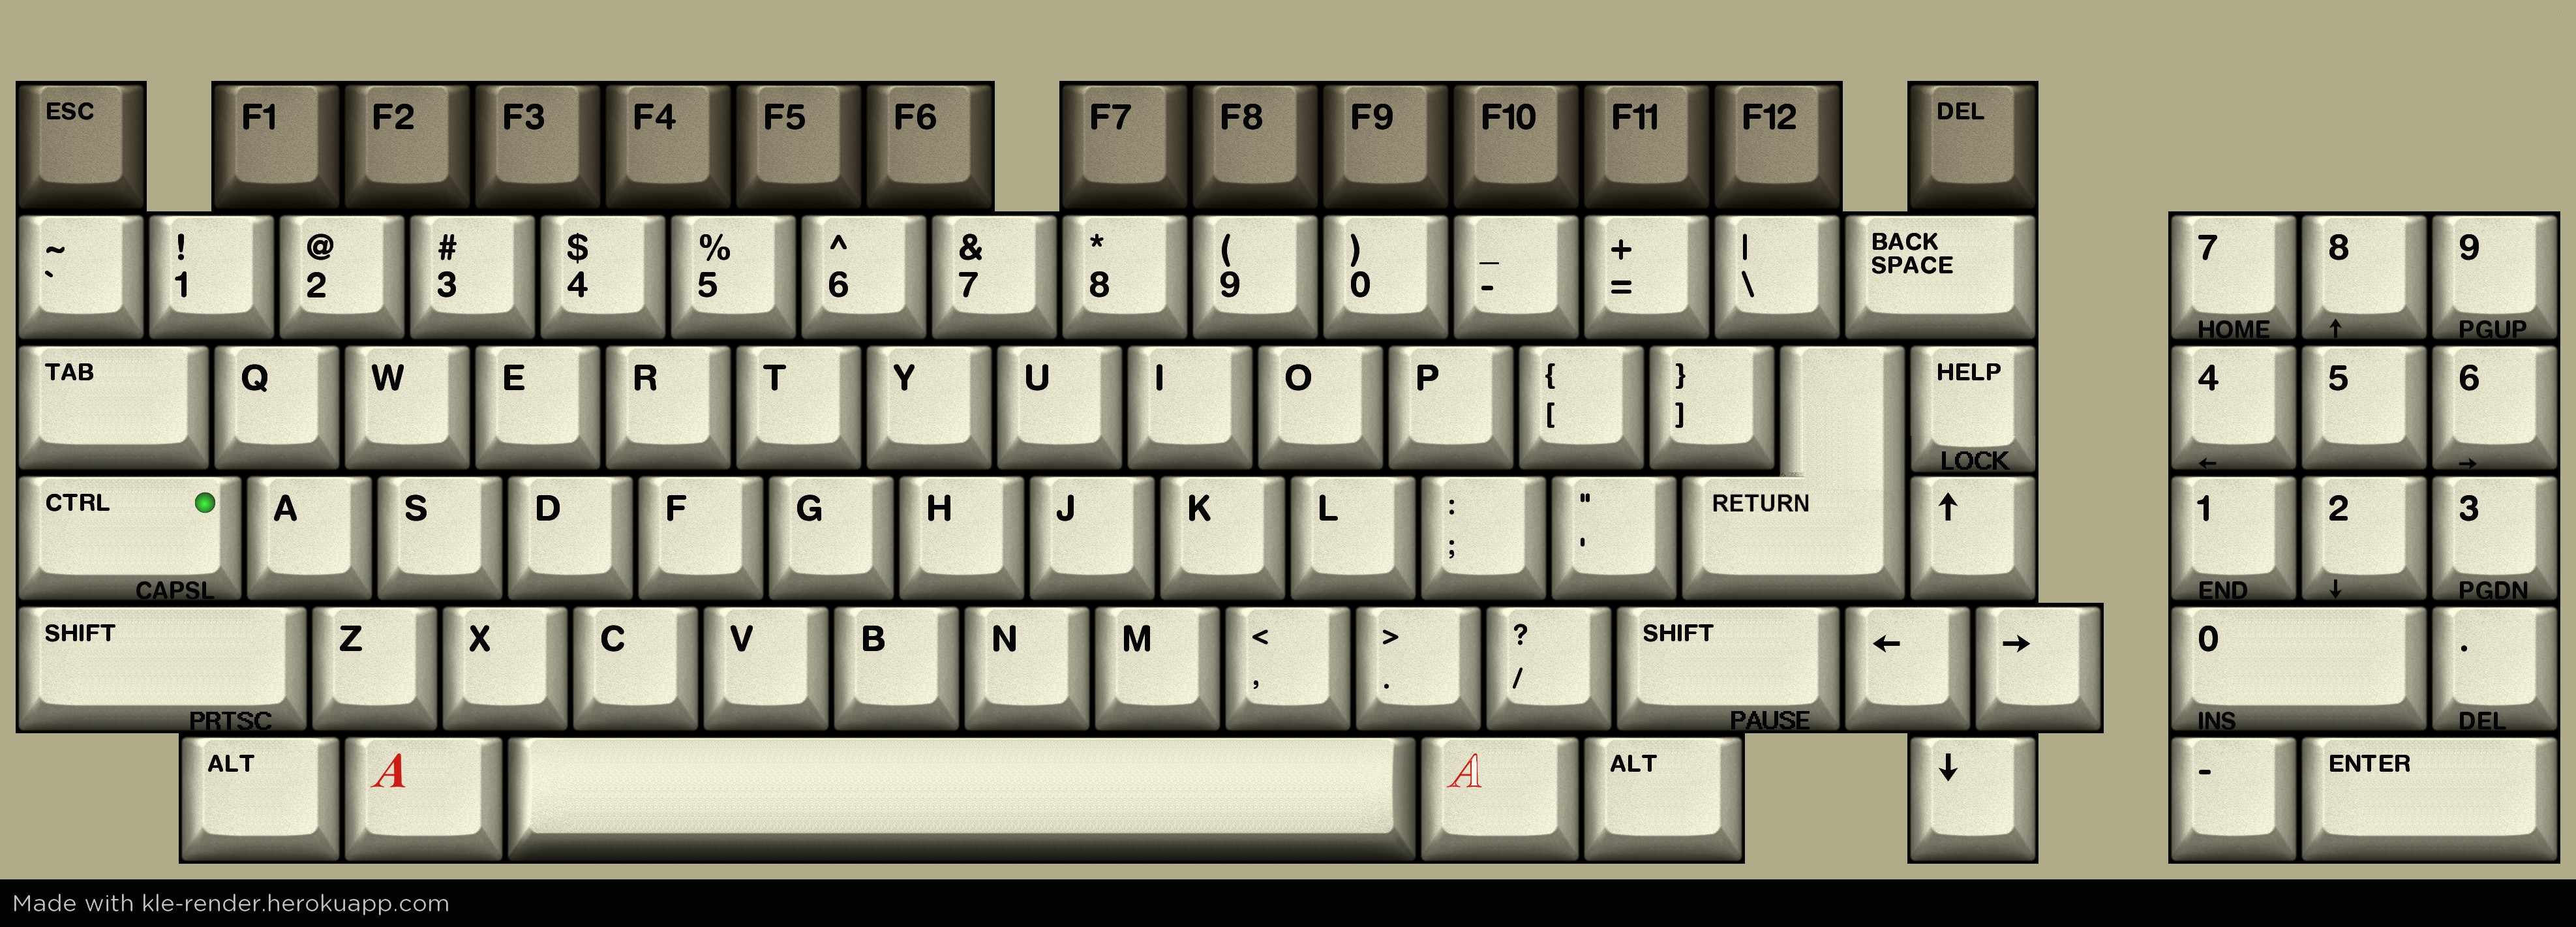 ESC F1 F2 F3 F4 F5 F6 F7 F8 F9 F10 F11 F12 DEL
~ ! @ # $ % ^ & * ( ) _ + | BACK 7 8 9
` 1 2 3 4 5 6 7 8 9 0 - = \ SPACE
HOME ↑ PGUP
TAB Q W E R T Y U I O P { } HELP 4 5 6
[ ]
LOCK ← →
CTRL A S D F G H J K L : " RETURN ↑ 1 2 3
; '
CAPSL END ↓ PGDN
SHIFT Z X C V B N M < > ? SHIFT ← → 0 .
, . /
PRTSC PAUSE INS DEL
ALT A A ALT ↓ - ENTER
Made with kle-render.herokuapp.com